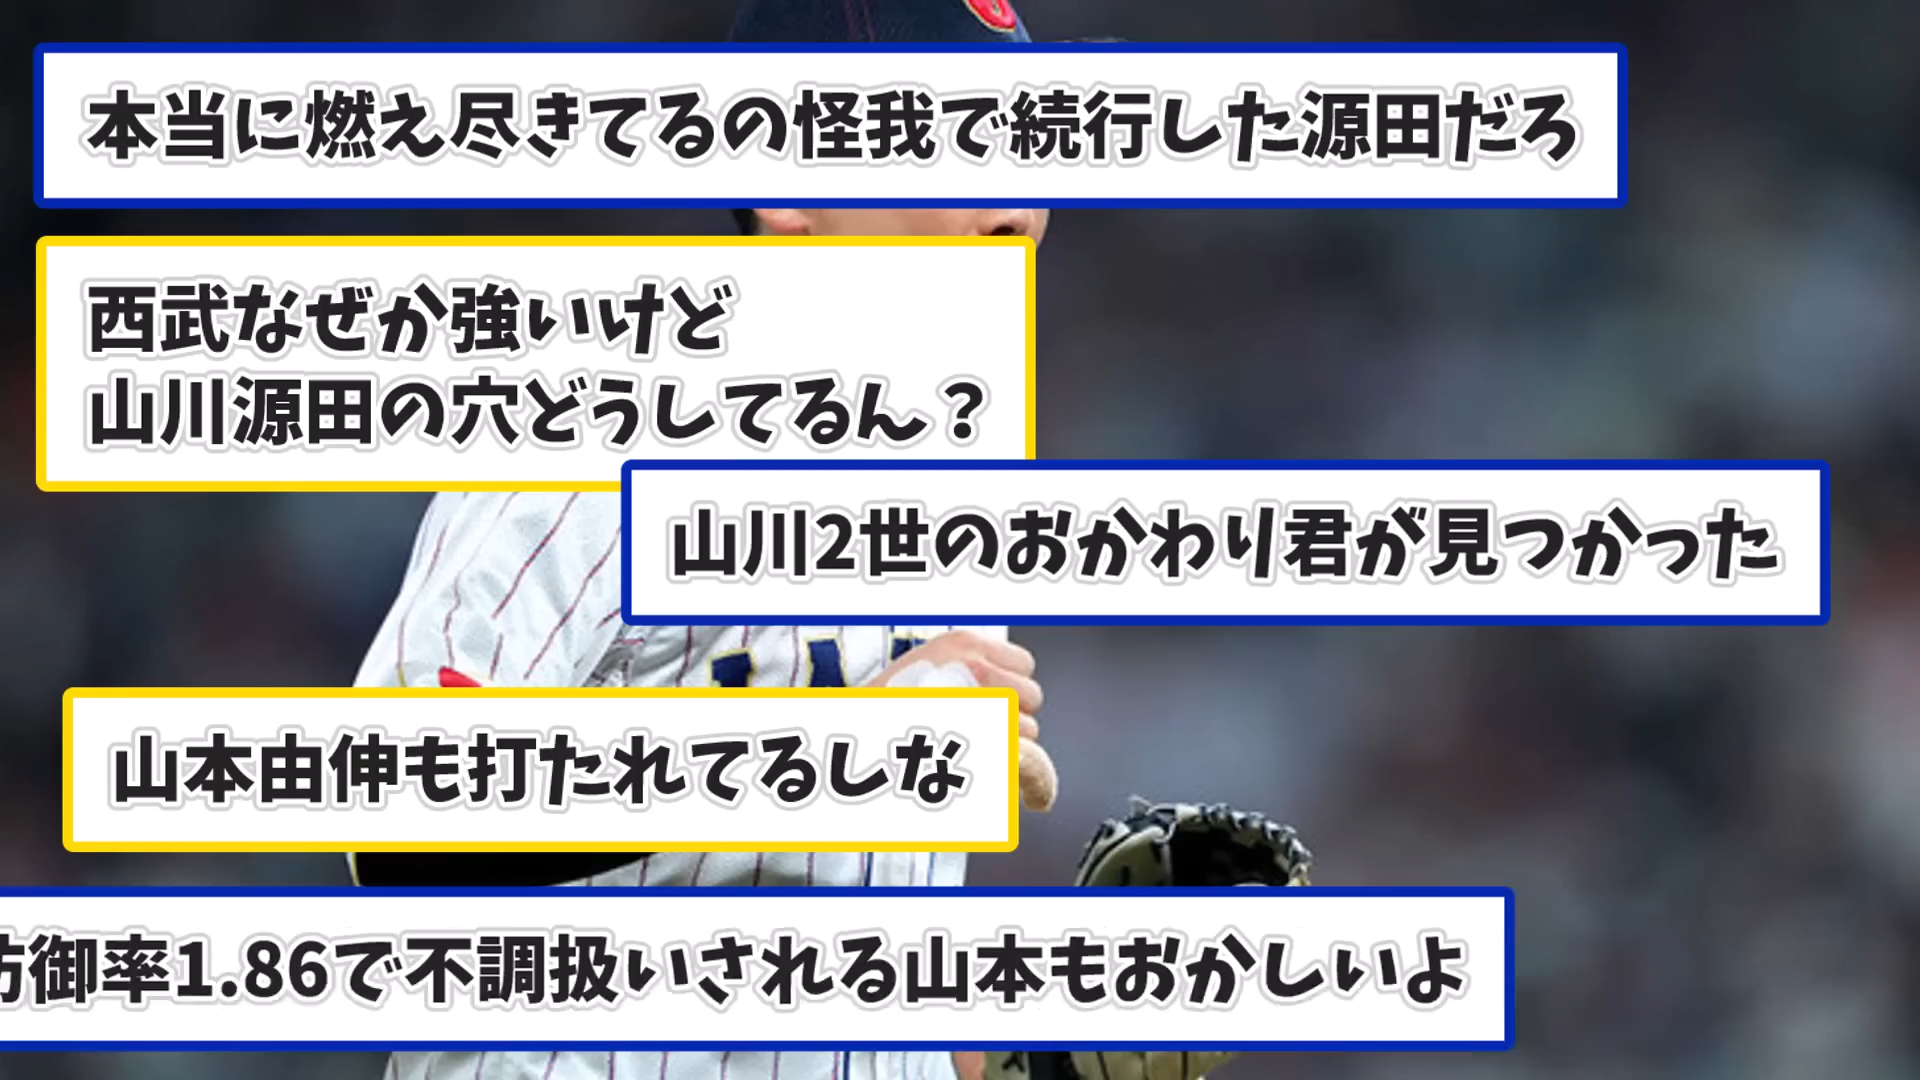 本当に燃え尽きてるの怪我で続行した源田だろ
西武なぜか強いけど
山川源田の穴どうしてるん？
山川2世のおかわり君が見つかった
山本由伸も打たれてるしな
防御率1.86で不調扱いされる山本もおかしいよ